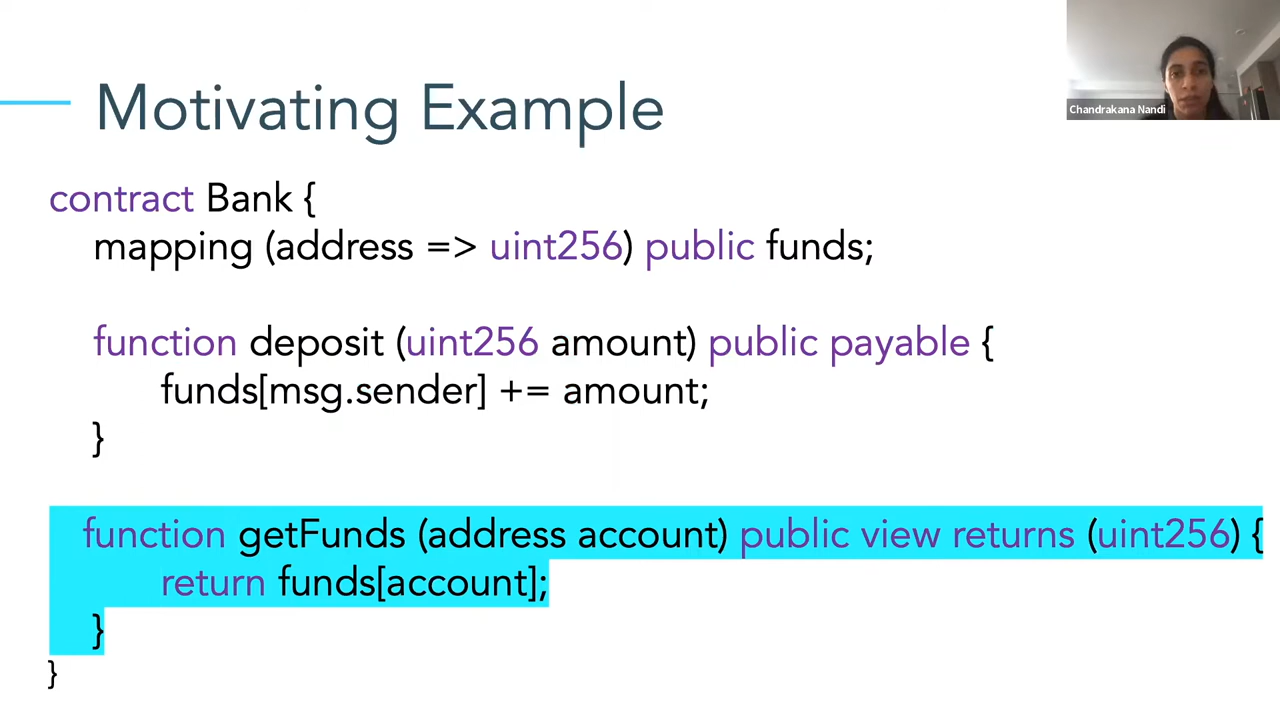 Motivating Example
Chandrakana Nandi
contract Bank {
mapping (address => uint256) public funds;
function deposit (uint256 amount) public payable {
funds[msg.sender] += amount;
}
function getFunds (address account) public view returns (uint256) {
return funds[account];
}
}